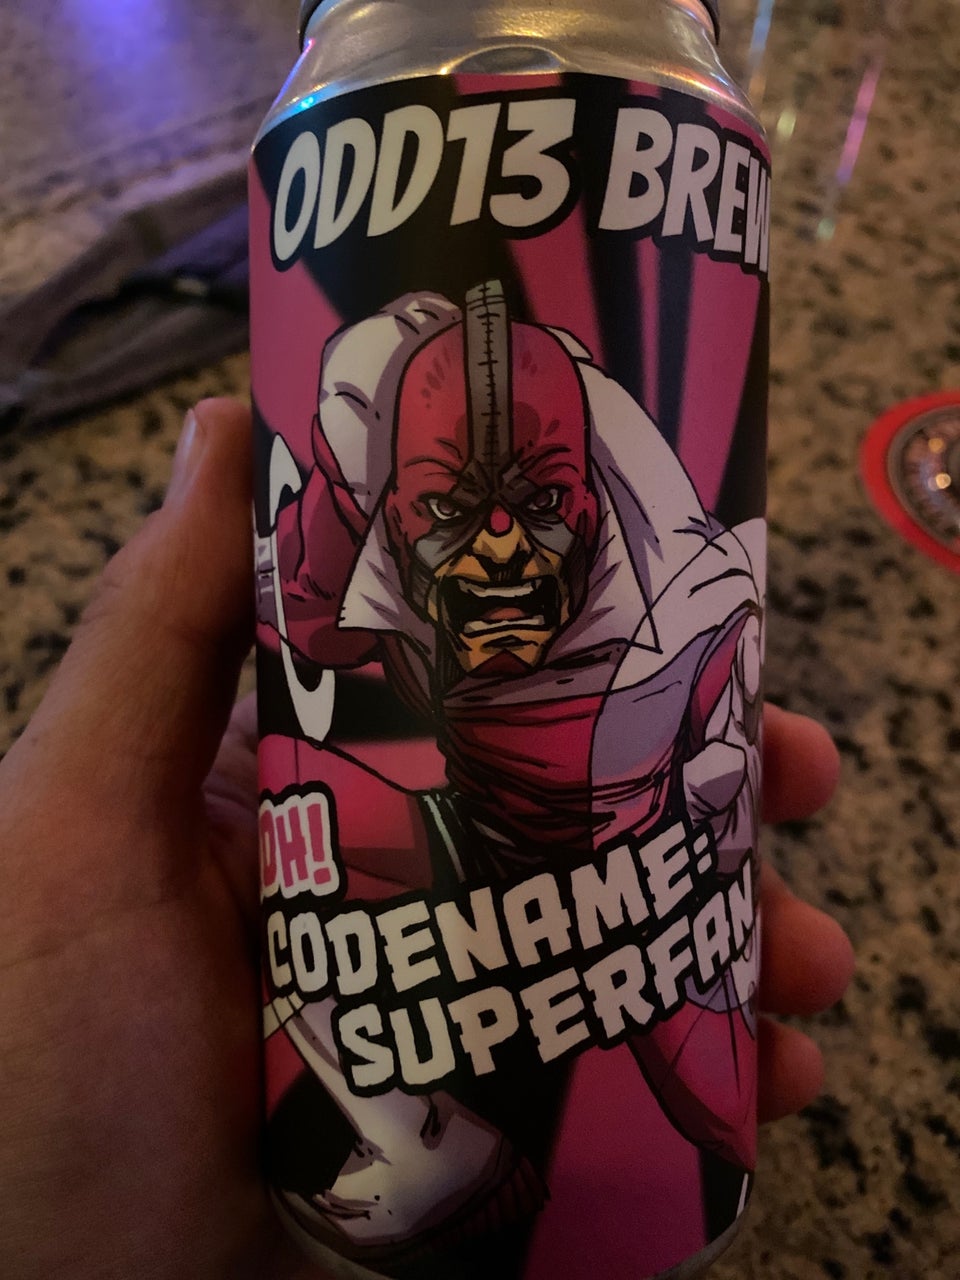 ODD13 BREW
OH!
CODENAME:
SUPERFAN